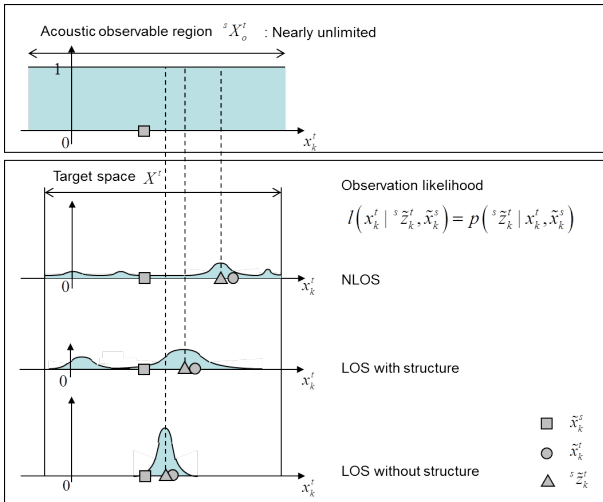 Acoustic observable region ˢXₒᵗ : Nearly unlimited
1
0
xₖᵗ
Target space Xᵗ
Observation likelihood
l(xₖᵗ | ˢz̃ₖᵗ, x̃ₖˢ) = p(ˢz̃ₖᵗ | xₖᵗ, x̃ₖˢ)
0
xₖᵗ
NLOS
0
xₖᵗ
LOS with structure
0
xₖᵗ
LOS without structure
x̃ₖˢ
x̃ₖᵗ
ˢz̃ₖᵗ